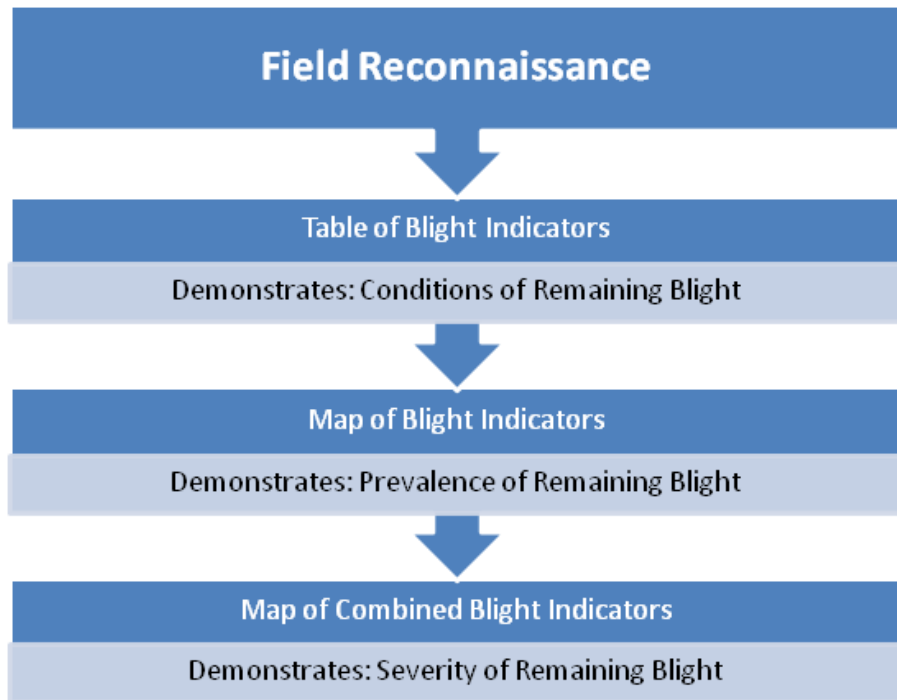 Field Reconnaissance
Table of Blight Indicators
Demonstrates: Conditions of Remaining Blight
Map of Blight Indicators
Demonstrates: Prevalence of Remaining Blight
Map of Combined Blight Indicators
Demonstrates: Severity of Remaining Blight